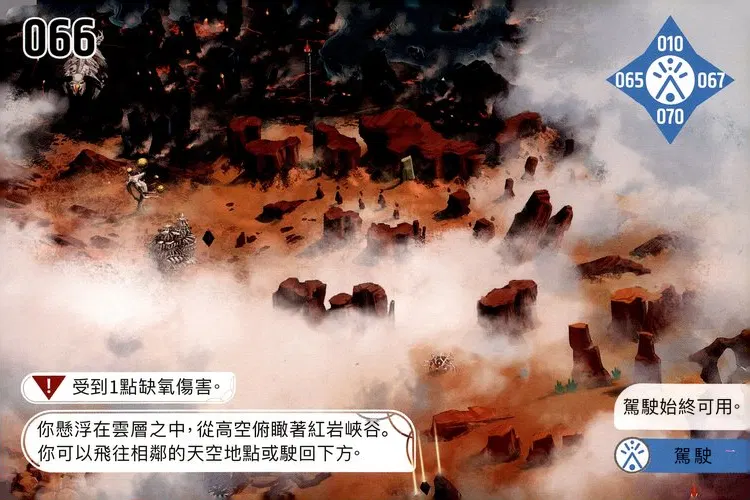 066
010
065
067
070
受到1點缺氧傷害。
你懸浮在雲層之中，從高空俯瞰著紅岩峽谷。
你可以飛往相鄰的天空地點或駛回下方。
駕駛始終可用。
駕駛